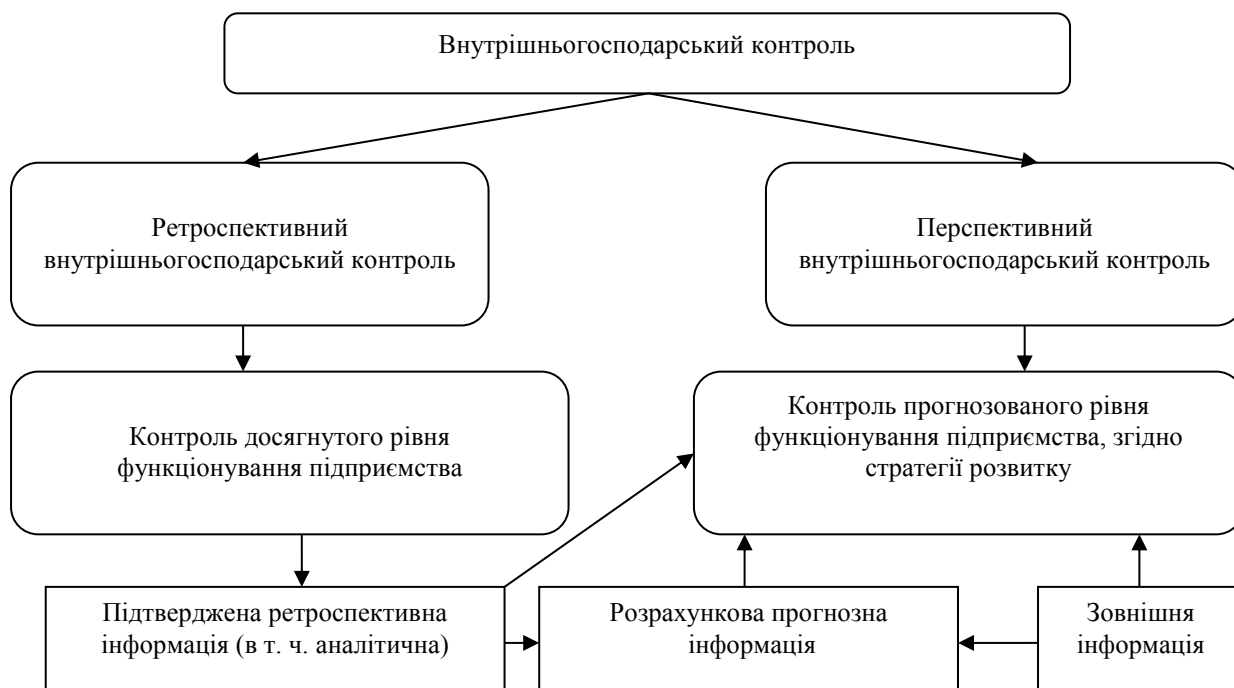 Внутрішньогосподарський контроль
Ретроспективний
внутрішньогосподарський контроль
Перспективний
внутрішньогосподарський контроль
Контроль досягнутого рівня
функціонування підприємства
Контроль прогнозованого рівня
функціонування підприємства, згідно
стратегії розвитку
Підтверджена ретроспективна
інформація (в т. ч. аналітична)
Розрахункова прогнозна
інформація
Зовнішня
інформація